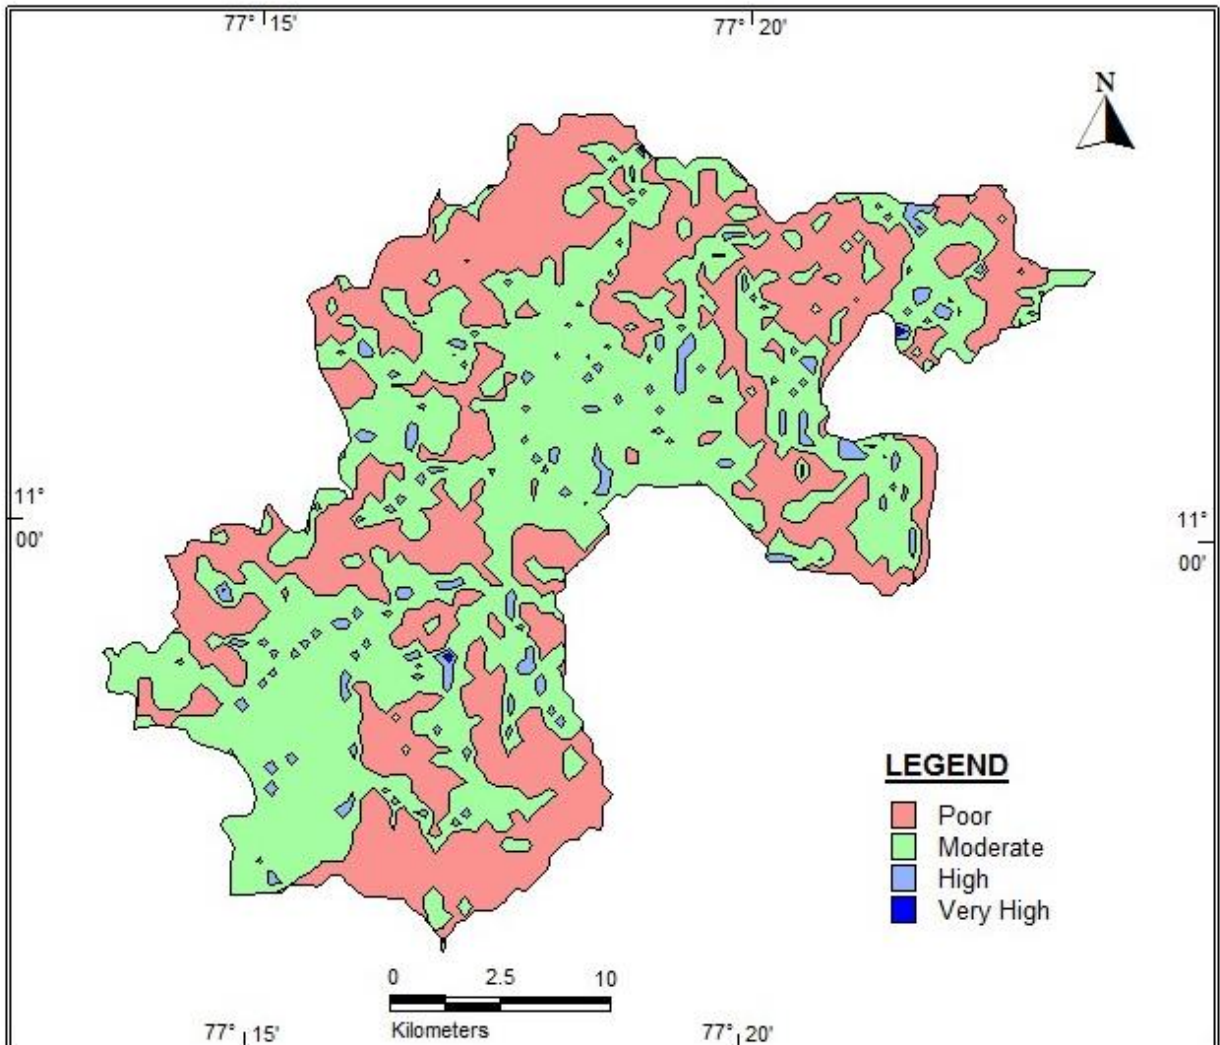 77° 15' 77° 20'
N
11°
00'
11°
00'
LEGEND
Poor
Moderate
High
Very High
0 2.5 10
Kilometers
77° 15' 77° 20'